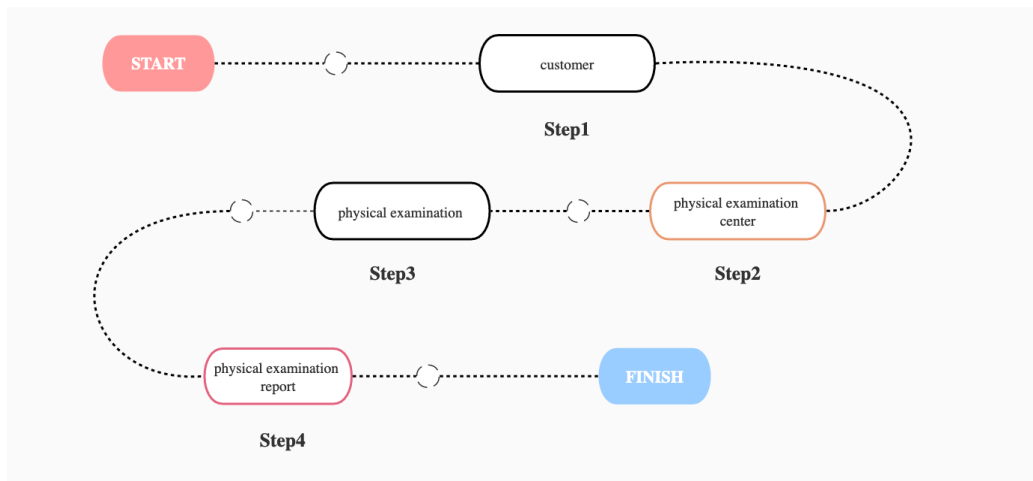 START
customer
Step1
physical examination
physical examination
center
Step3
Step2
physical examination
report
FINISH
Step4